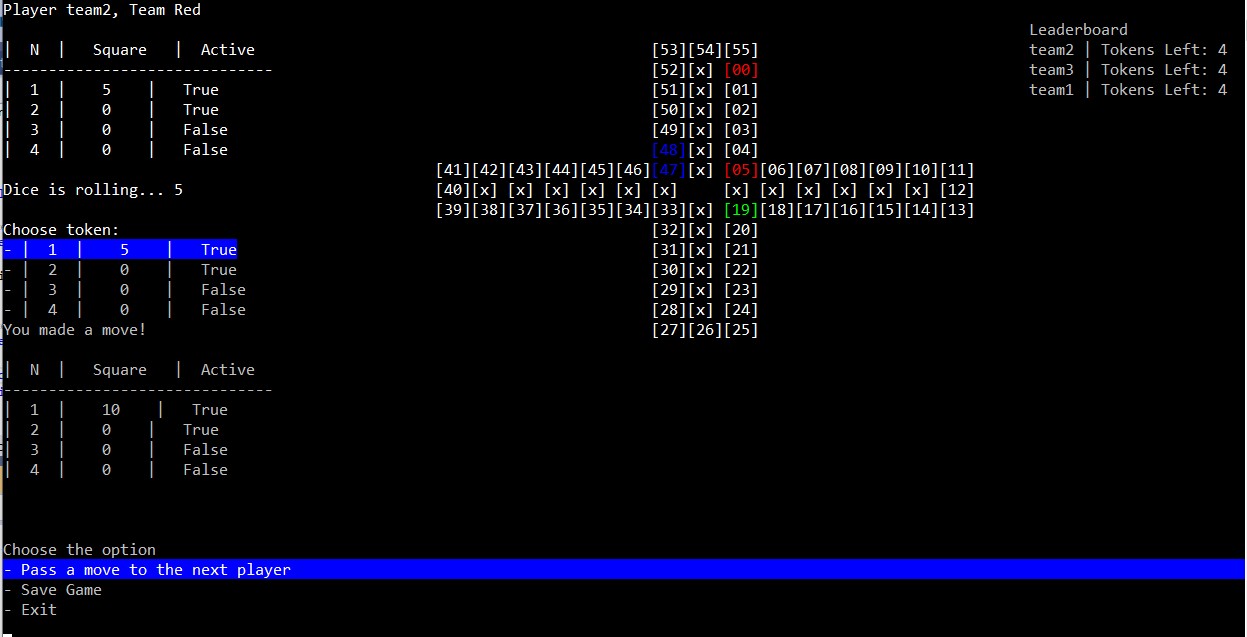 Player team2, Team Red
|  N  |   Square   |  Active
------------------------------
|  1  |    5    |   True
|  2  |    0    |   True
|  3  |    0    |   False
|  4  |    0    |   False
Dice is rolling... 5
Choose token:
- |  1  |    5    |   True
- |  2  |    0    |   True
- |  3  |    0    |   False
- |  4  |    0    |   False
You made a move!
|  N  |   Square   |  Active
------------------------------
|  1  |    10    |   True
|  2  |    0    |   True
|  3  |    0    |   False
|  4  |    0    |   False
Choose the option
- Pass a move to the next player
- Save Game
- Exit
[53][54][55]
[52][x] [00]
[51][x] [01]
[50][x] [02]
[49][x] [03]
[48][x] [04]
[41][42][43][44][45][46][47][x] [05][06][07][08][09][10][11]
[40][x] [x] [x] [x] [x] [x]     [x] [x] [x] [x] [x] [x] [12]
[39][38][37][36][35][34][33][x] [19][18][17][16][15][14][13]
[32][x] [20]
[31][x] [21]
[30][x] [22]
[29][x] [23]
[28][x] [24]
[27][26][25]
Leaderboard
team2 | Tokens Left: 4
team3 | Tokens Left: 4
team1 | Tokens Left: 4